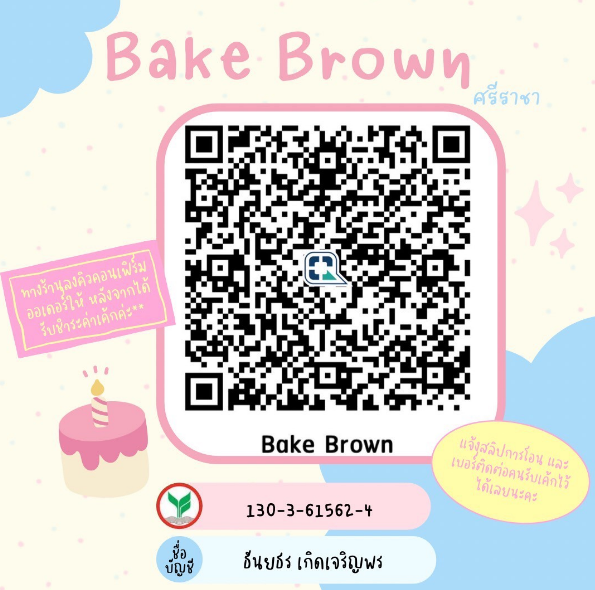 Bake Brown
ศรีราชา
ทางร้านลงคิวคอนเฟิร์ม
ออเดอร์ให้ หลังจากได้
รับชำระค่าเค้กค่ะ**
Bake Brown
แจ้งสลิปการโอน และ
เบอร์ติดต่อคนรับเค้กไว้
ได้เลยนะคะ
130-3-61562-4
ชื่อ
บัญชี
ธันยธร เกิดเจริญพร